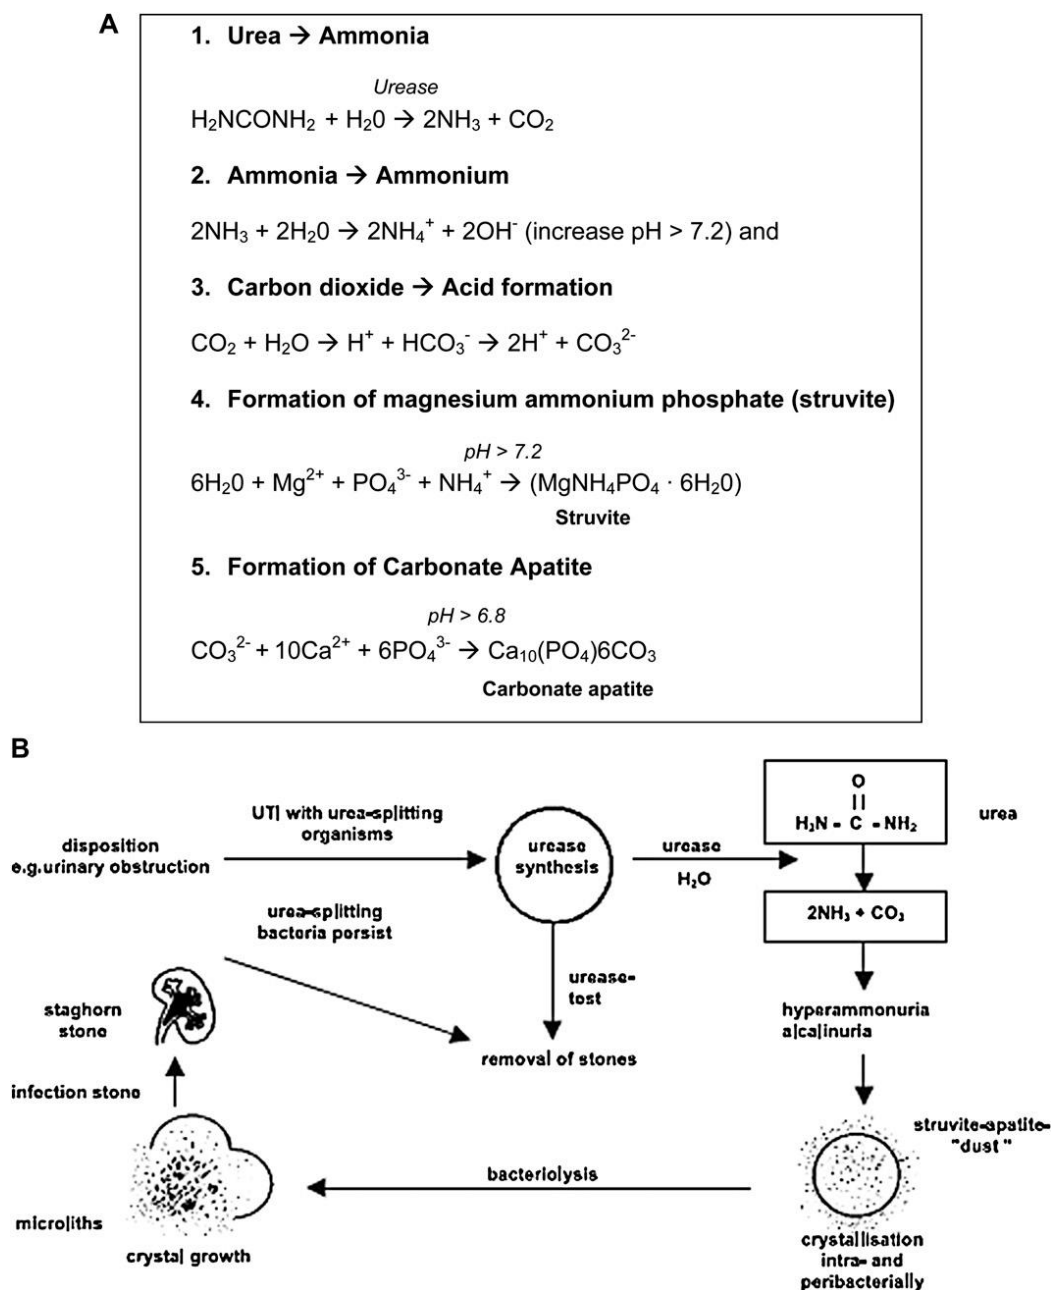 A
1. Urea → Ammonia
Urease
H₂NCONH₂ + H₂0 → 2NH₃ + CO₂
2. Ammonia → Ammonium
2NH₃ + 2H₂0 → 2NH₄⁺ + 2OH⁻ (increase pH > 7.2) and
3. Carbon dioxide → Acid formation
CO₂ + H₂O → H⁺ + HCO₃⁻ → 2H⁺ + CO₃²⁻
4. Formation of magnesium ammonium phosphate (struvite)
pH > 7.2
6H₂0 + Mg²⁺ + PO₄³⁻ + NH₄⁺ → (MgNH₄PO₄ · 6H₂0)
Struvite
5. Formation of Carbonate Apatite
pH > 6.8
CO₃²⁻ + 10Ca²⁺ + 6PO₄³⁻ → Ca₁₀(PO₄)6CO₃
Carbonate apatite
B
disposition
e.g.urinary obstruction
UTI with urea-splitting
organisms
urease
synthesis
urease
H₂O
O
||
H₂N - C - NH₂
urea
2NH₃ + CO₂
urea-splitting
bacteria persist
urease-
test
removal of stones
hyperammonuria
alcalinuria
staghorn
stone
infection stone
struvite-apatite-
"dust"
bacteriolysis
microliths
crystal growth
crystallisation
intra- and
peribacterially